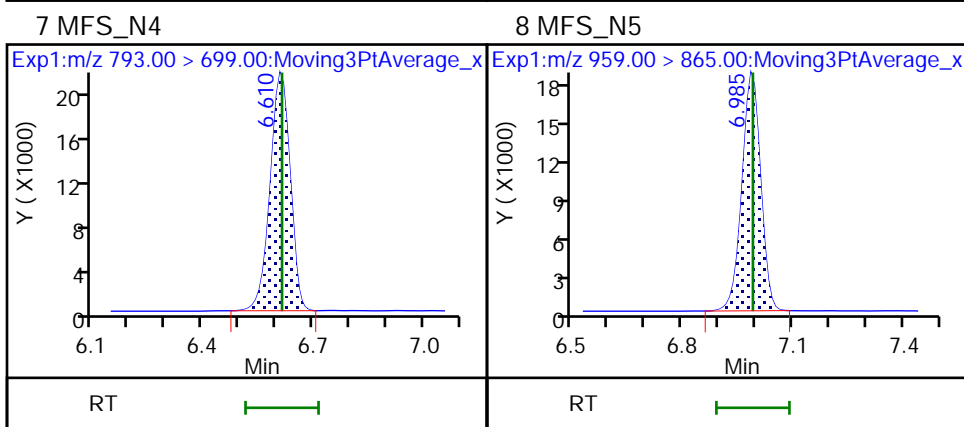 7 MFS_N4
Exp1:m/z 793.00 > 699.00:Moving3PtAverage_x
6.610
Y ( X1000)
20
16
12
8
4
0
6.1 6.4 6.7 7.0
Min
RT
8 MFS_N5
Exp1:m/z 959.00 > 865.00:Moving3PtAverage_x
6.985
Y ( X1000)
18
15
12
9
6
3
0
6.5 6.8 7.1 7.4
Min
RT